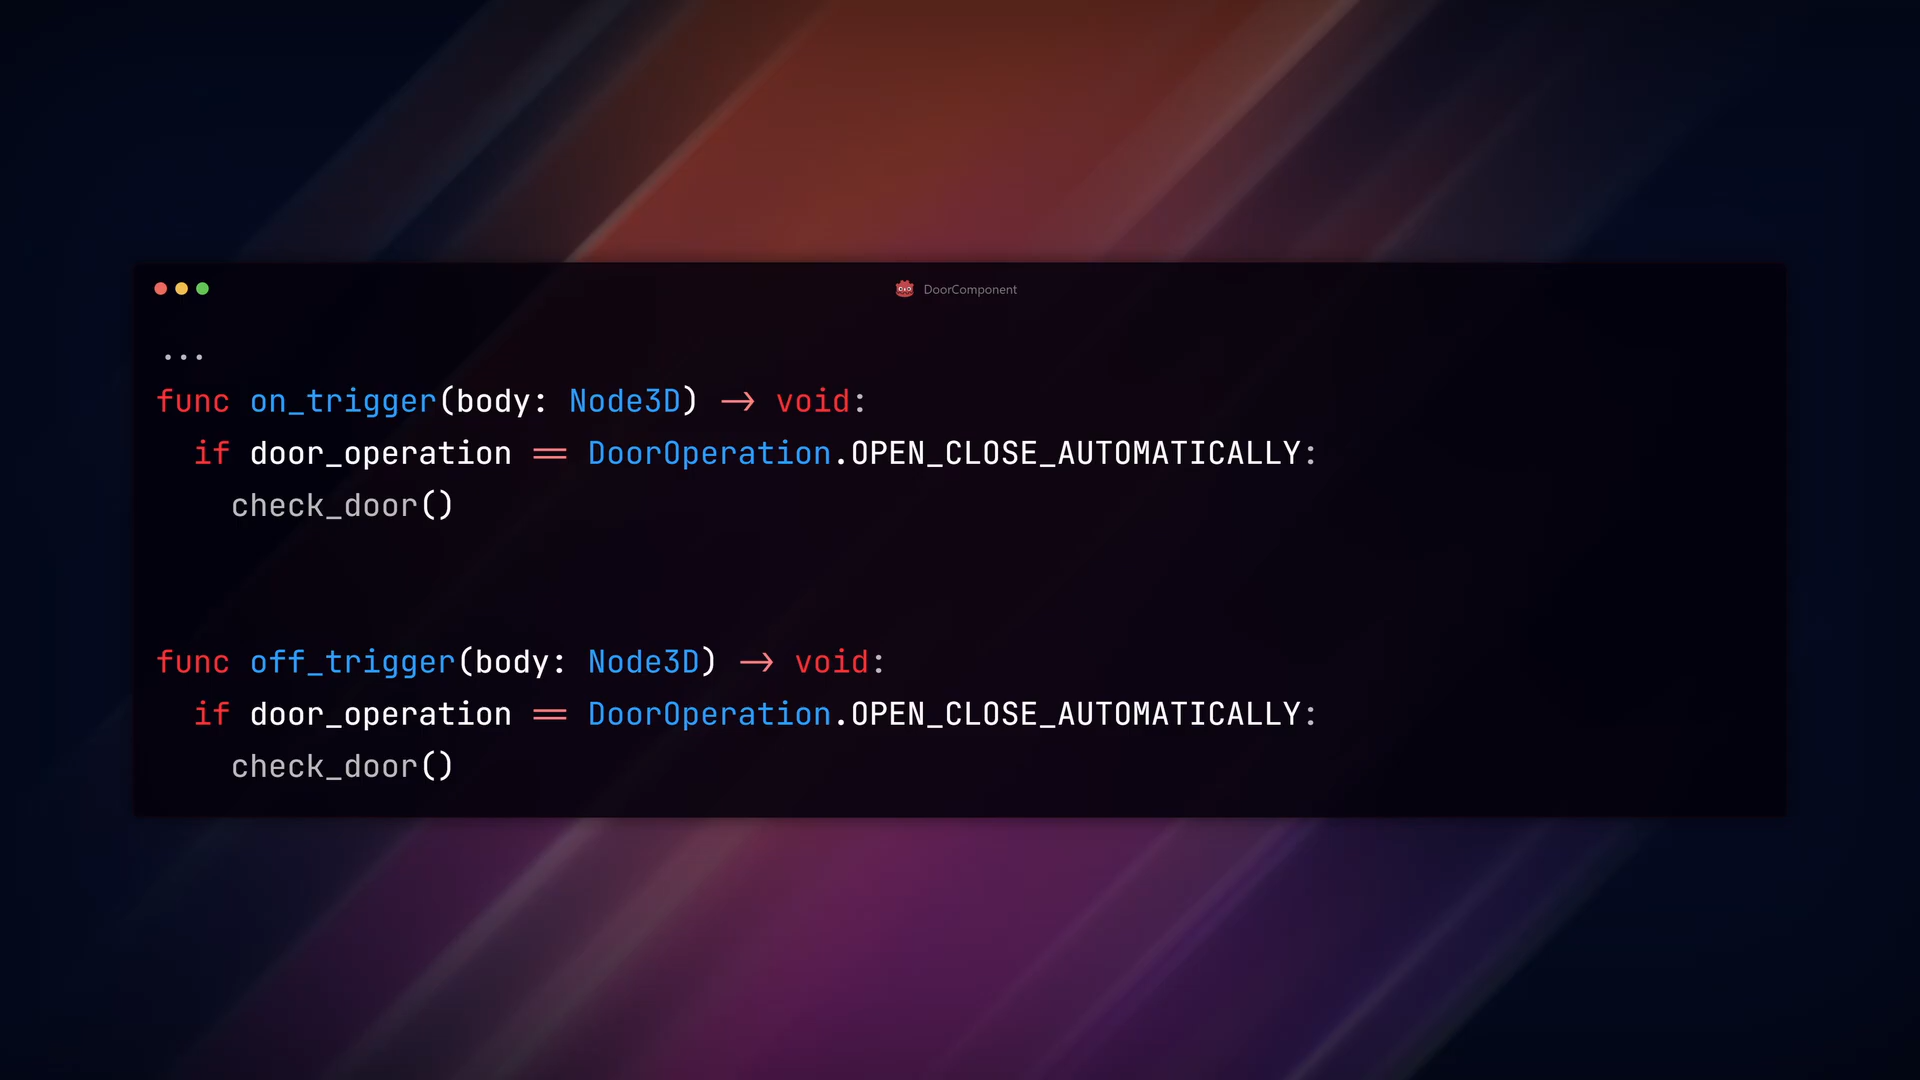 DoorComponent
...
func on_trigger(body: Node3D) -> void:
if door_operation == DoorOperation.OPEN_CLOSE_AUTOMATICALLY:
check_door()
func off_trigger(body: Node3D) -> void:
if door_operation == DoorOperation.OPEN_CLOSE_AUTOMATICALLY:
check_door()